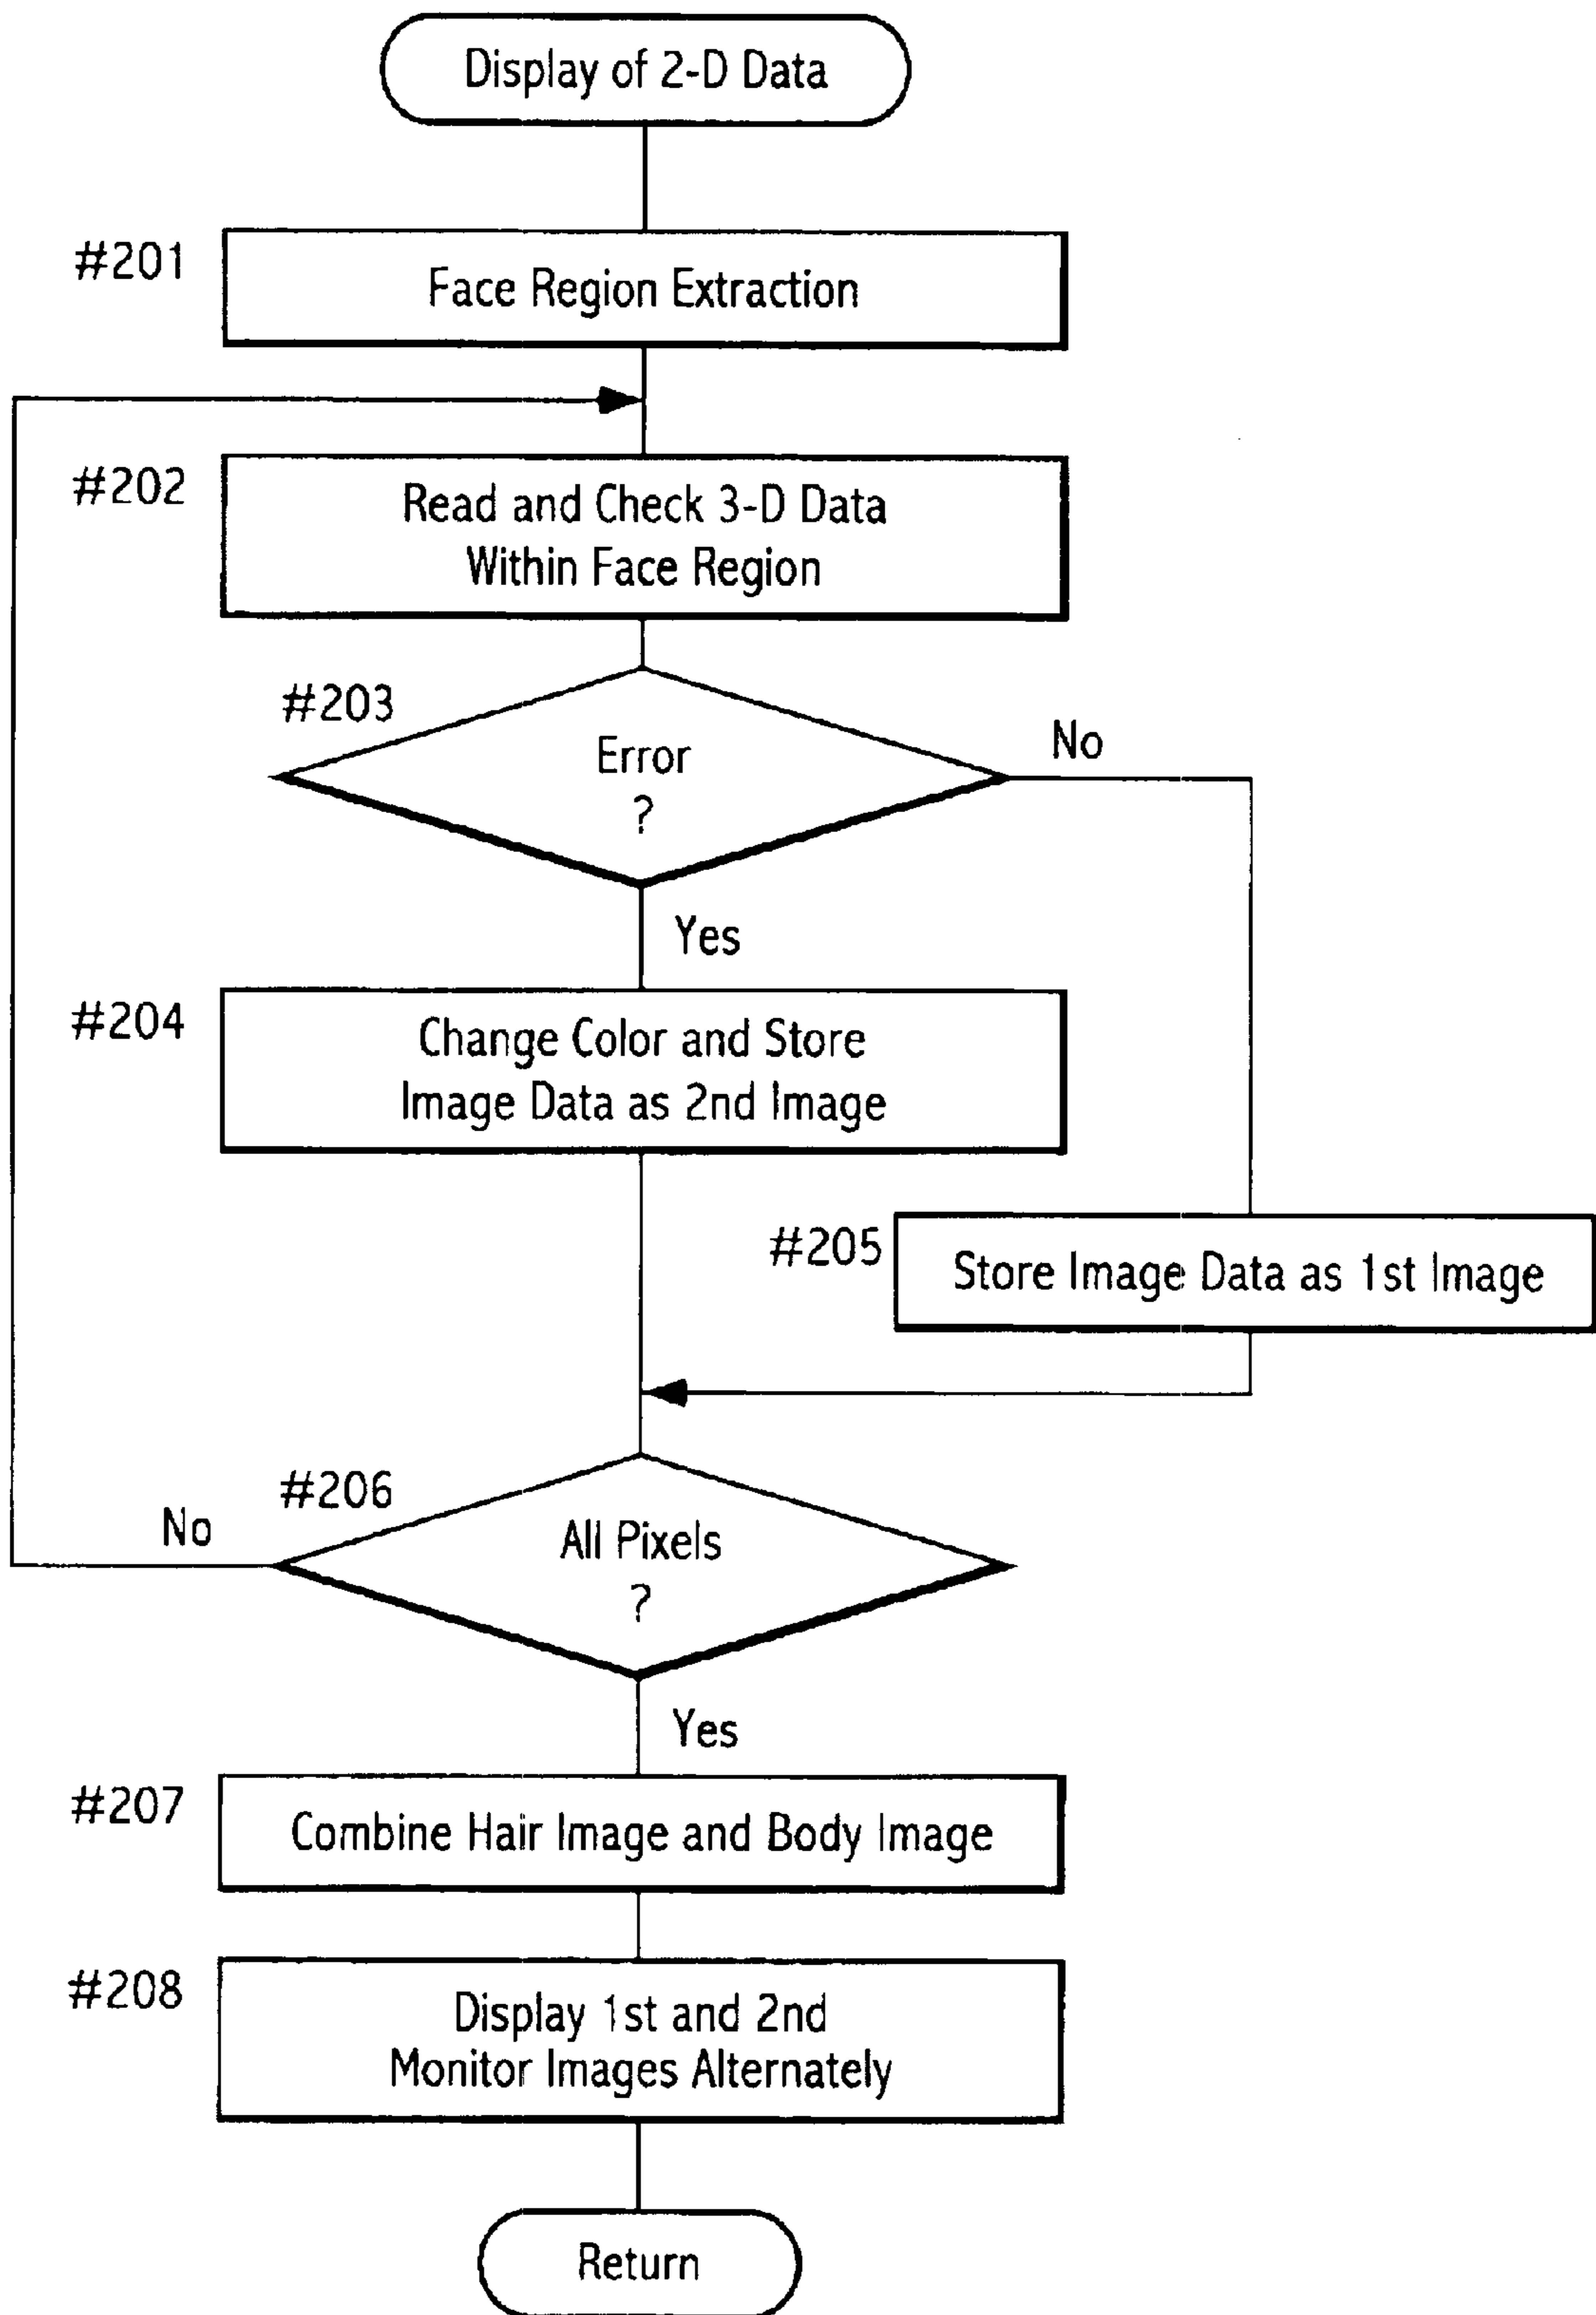 Display of 2-D Data
#201
Face Region Extraction
#202
Read and Check 3-D Data
Within Face Region
#203
Error
?
No
Yes
#204
Change Color and Store
Image Data as 2nd Image
#205
Store Image Data as 1st Image
#206
No
All Pixels
?
Yes
#207
Combine Hair Image and Body Image
#208
Display 1st and 2nd
Monitor Images Alternately
Return